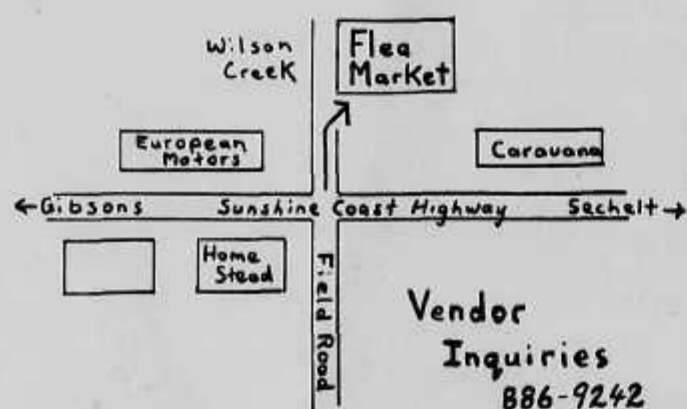 Wilson
Creek
Flea
Market
European
Motors
Caravana
←Gibsons Sunshine Coast Highway Sechelt→
Home
Stead
Field Road
Vendor
Inquiries
886-9242